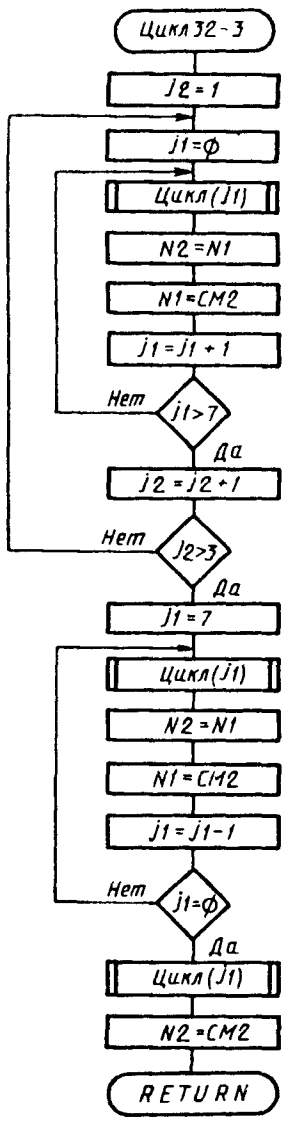 Цикл 32-3
j2=1
j1=0
Цикл(j1)
N2=N1
N1=CM2
j1=j1+1
Нет
j1>7
Да
j2=j2+1
Нет
j2>3
Да
j1=7
Цикл(j1)
N2=N1
N1=CM2
j1=j1-1
Нет
j1=0
Да
Цикл(j1)
N2=CM2
RETURN